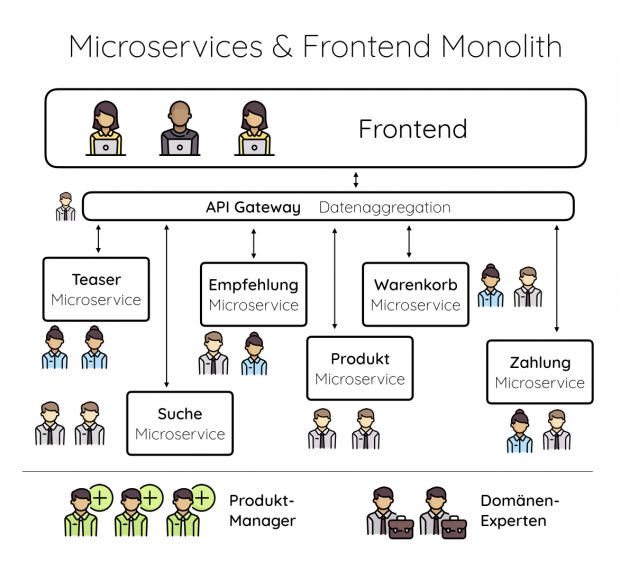 Microservices & Frontend Monolith
Frontend
API Gateway Datenaggregation
Teaser
Microservice
Empfehlung
Microservice
Warenkorb
Microservice
Produkt
Microservice
Zahlung
Microservice
Suche
Microservice
Produkt-
Manager
Domänen-
Experten